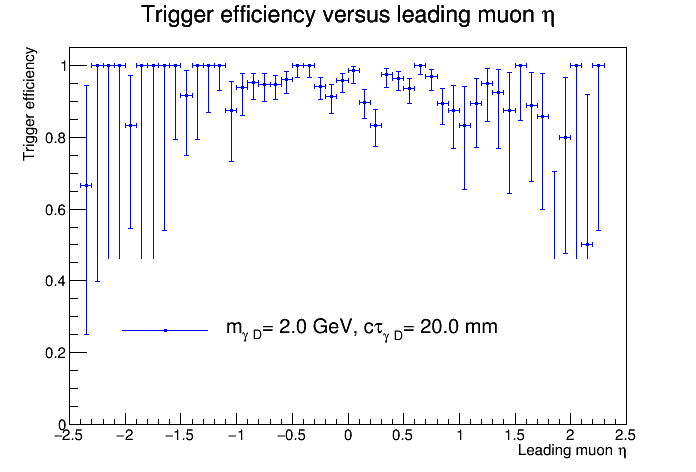 Trigger efficiency versus leading muon η
Trigger efficiency
1
0.8
0.6
0.4
0.2
0
m_γ D= 2.0 GeV, cτ_γ D= 20.0 mm
−2.5 −2 −1.5 −1 −0.5 0 0.5 1 1.5 2 2.5
Leading muon η